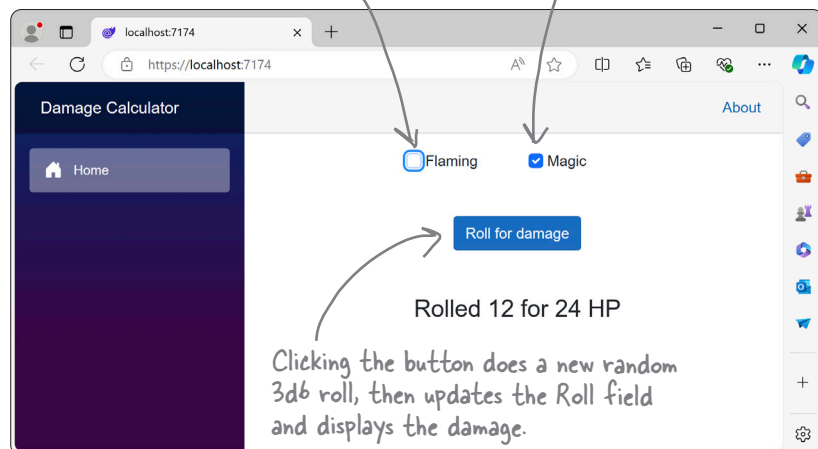 localhost:7174
https://localhost:7174
Damage Calculator
About
Home
Flaming
Magic
Roll for damage
Rolled 12 for 24 HP
Clicking the button does a new random
3d6 roll, then updates the Roll field
and displays the damage.